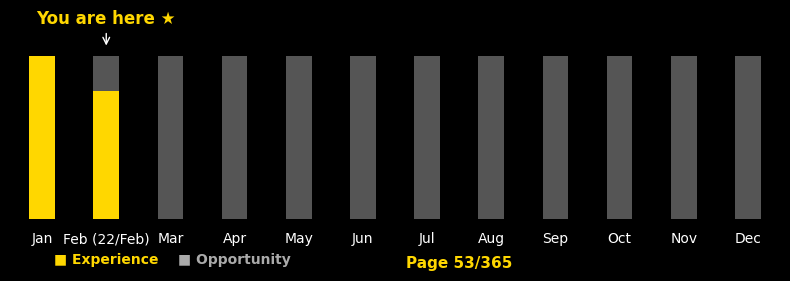 You are here ★
Jan Feb (22/Feb) Mar Apr May Jun Jul Aug Sep Oct Nov Dec
■ Experience ■ Opportunity Page 53/365